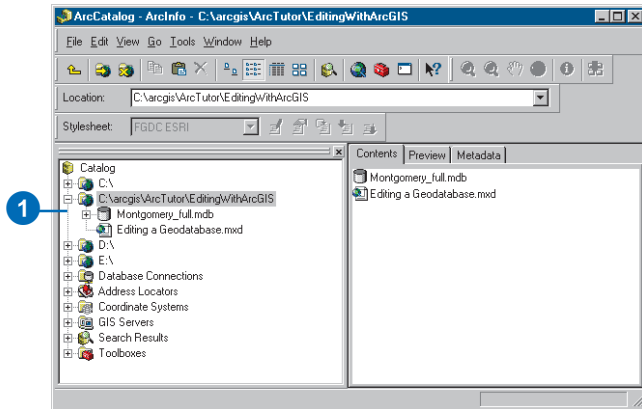 ArcCatalog - ArcInfo - C:\arcgis\ArcTutor\EditingWithArcGIS
File Edit View Go Tools Window Help
Location: C:\arcgis\ArcTutor\EditingWithArcGIS
Stylesheet: FGDC ESRI
Catalog
C:\
C:\arcgis\ArcTutor\EditingWithArcGIS
1
Montgomery_full.mdb
Editing a Geodatabase.mxd
D:\
E:\
Database Connections
Address Locators
Coordinate Systems
GIS Servers
Search Results
Toolboxes
Contents Preview Metadata
Montgomery_full.mdb
Editing a Geodatabase.mxd